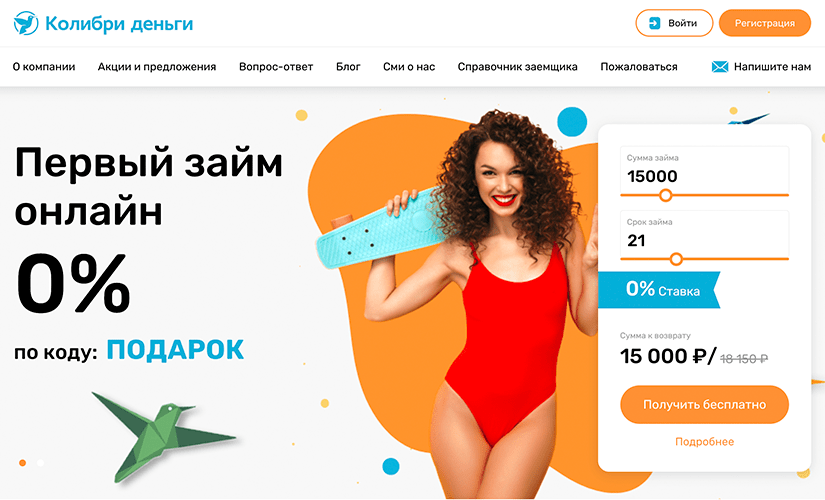 Колибри деньги
Войти
Регистрация
О компании
Акции и предложения
Вопрос-ответ
Блог
Сми о нас
Справочник заемщика
Пожаловаться
Напишите нам
Первый займ
онлайн
0%
по коду: ПОДАРОК
Сумма займа
15000
Срок займа
21
0% Ставка
Сумма к возврату
15 000 ₽/ 18 150 ₽
Получить бесплатно
Подробнее